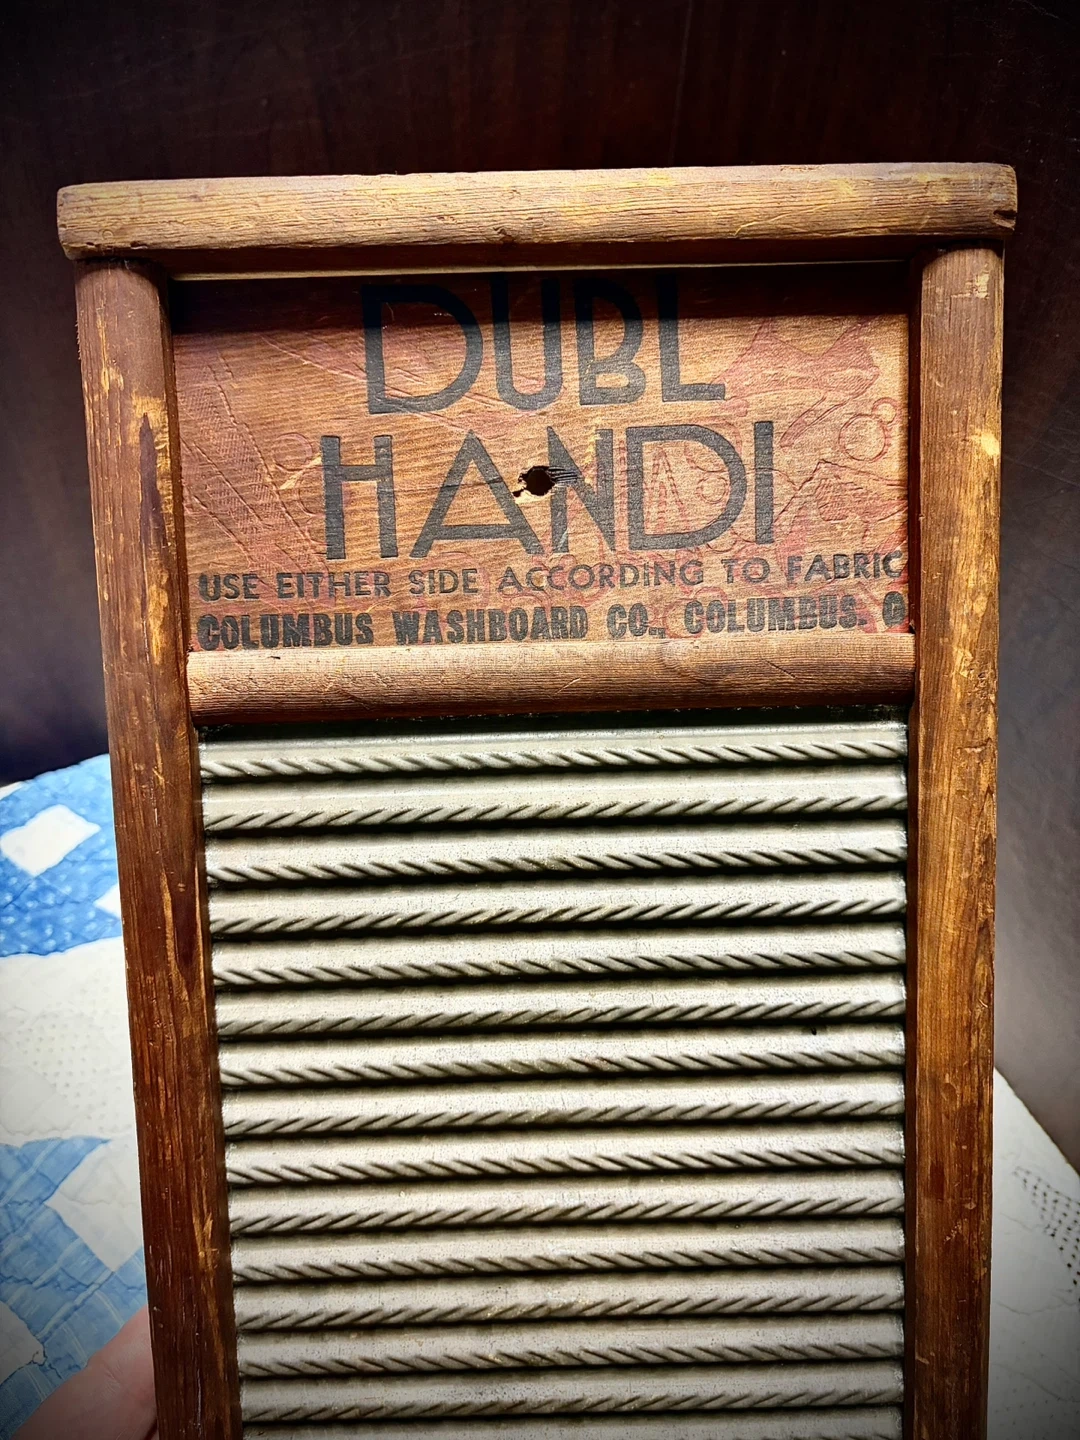 DUBL
HANDI
USE EITHER SIDE ACCORDING TO FABRIC
COLUMBUS WASHBOARD CO., COLUMBUS. O